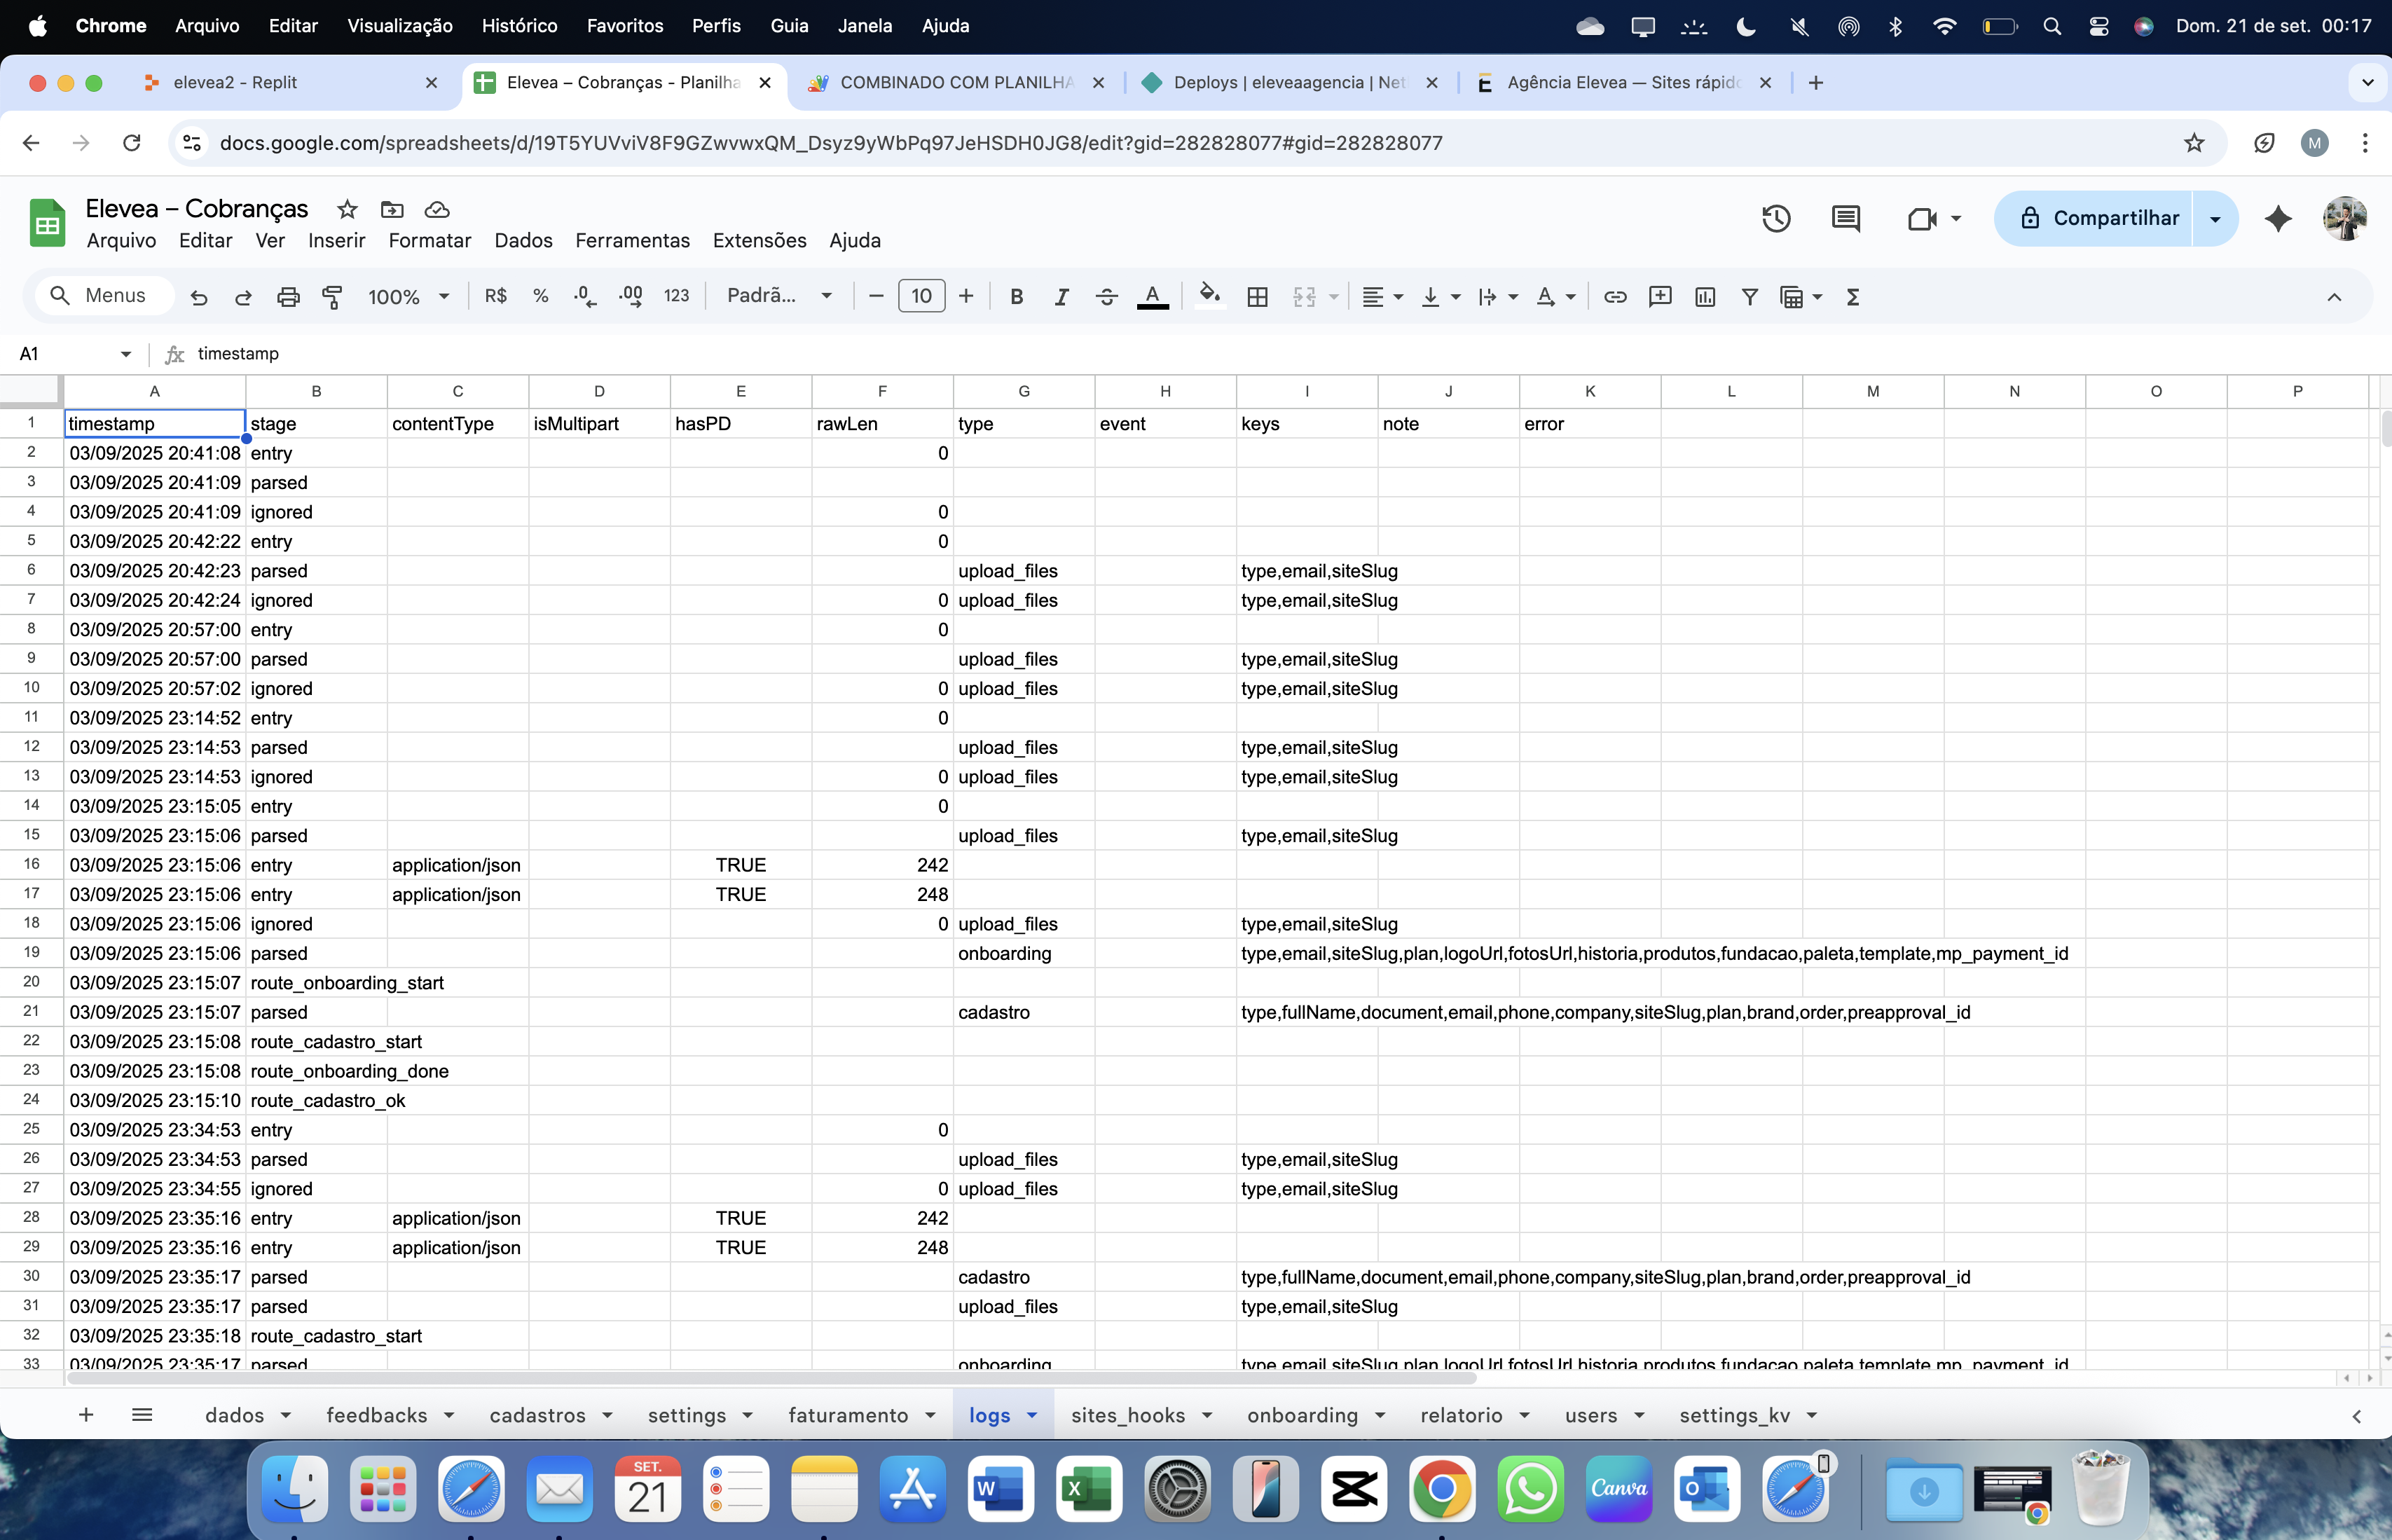 Chrome Arquivo Editar Visualização Histórico Favoritos Perfis Guia Janela Ajuda Dom. 21 de set. 00:17
elevea2 - Replit Elevea – Cobranças - Planilha COMBINADO COM PLANILHA Deploys | eleveaagencia | Net Agência Elevea — Sites rápido
docs.google.com/spreadsheets/d/19T5YUVviV8F9GZwvwxQM_Dsyz9yWbPq97JeHSDH0JG8/edit?gid=282828077#gid=282828077 M
Elevea – Cobranças
Compartilhar
Arquivo Editar Ver Inserir Formatar Dados Ferramentas Extensões Ajuda
Menus 100% R$ % .0 .00 123 Padrã... 10 B I A
A1 fx timestamp
A B C D E F G H I J K L M N O P
1 timestamp stage contentType isMultipart hasPD rawLen type event keys note error
2 03/09/2025 20:41:08 entry 0
3 03/09/2025 20:41:09 parsed
4 03/09/2025 20:41:09 ignored 0
5 03/09/2025 20:42:22 entry 0
6 03/09/2025 20:42:23 parsed upload_files type,email,siteSlug
7 03/09/2025 20:42:24 ignored 0 upload_files type,email,siteSlug
8 03/09/2025 20:57:00 entry 0
9 03/09/2025 20:57:00 parsed upload_files type,email,siteSlug
10 03/09/2025 20:57:02 ignored 0 upload_files type,email,siteSlug
11 03/09/2025 23:14:52 entry 0
12 03/09/2025 23:14:53 parsed upload_files type,email,siteSlug
13 03/09/2025 23:14:53 ignored 0 upload_files type,email,siteSlug
14 03/09/2025 23:15:05 entry 0
15 03/09/2025 23:15:06 parsed upload_files type,email,siteSlug
16 03/09/2025 23:15:06 entry application/json TRUE 242
17 03/09/2025 23:15:06 entry application/json TRUE 248
18 03/09/2025 23:15:06 ignored 0 upload_files type,email,siteSlug
19 03/09/2025 23:15:06 parsed onboarding type,email,siteSlug,plan,logoUrl,fotosUrl,historia,produtos,fundacao,paleta,template,mp_payment_id
20 03/09/2025 23:15:07 route_onboarding_start
21 03/09/2025 23:15:07 parsed cadastro type,fullName,document,email,phone,company,siteSlug,plan,brand,order,preapproval_id
22 03/09/2025 23:15:08 route_cadastro_start
23 03/09/2025 23:15:08 route_onboarding_done
24 03/09/2025 23:15:10 route_cadastro_ok
25 03/09/2025 23:34:53 entry 0
26 03/09/2025 23:34:53 parsed upload_files type,email,siteSlug
27 03/09/2025 23:34:55 ignored 0 upload_files type,email,siteSlug
28 03/09/2025 23:35:16 entry application/json TRUE 242
29 03/09/2025 23:35:16 entry application/json TRUE 248
30 03/09/2025 23:35:17 parsed cadastro type,fullName,document,email,phone,company,siteSlug,plan,brand,order,preapproval_id
31 03/09/2025 23:35:17 parsed upload_files type,email,siteSlug
32 03/09/2025 23:35:18 route_cadastro_start
33 03/09/2025 23:35:17 parsed onboarding type,email,siteSlug,plan,logoUrl,fotosUrl,historia,produtos,fundacao,paleta,template,mp_payment_id
dados feedbacks cadastros settings faturamento logs sites_hooks onboarding relatorio users settings_kv
SET. 21 W X Canva O